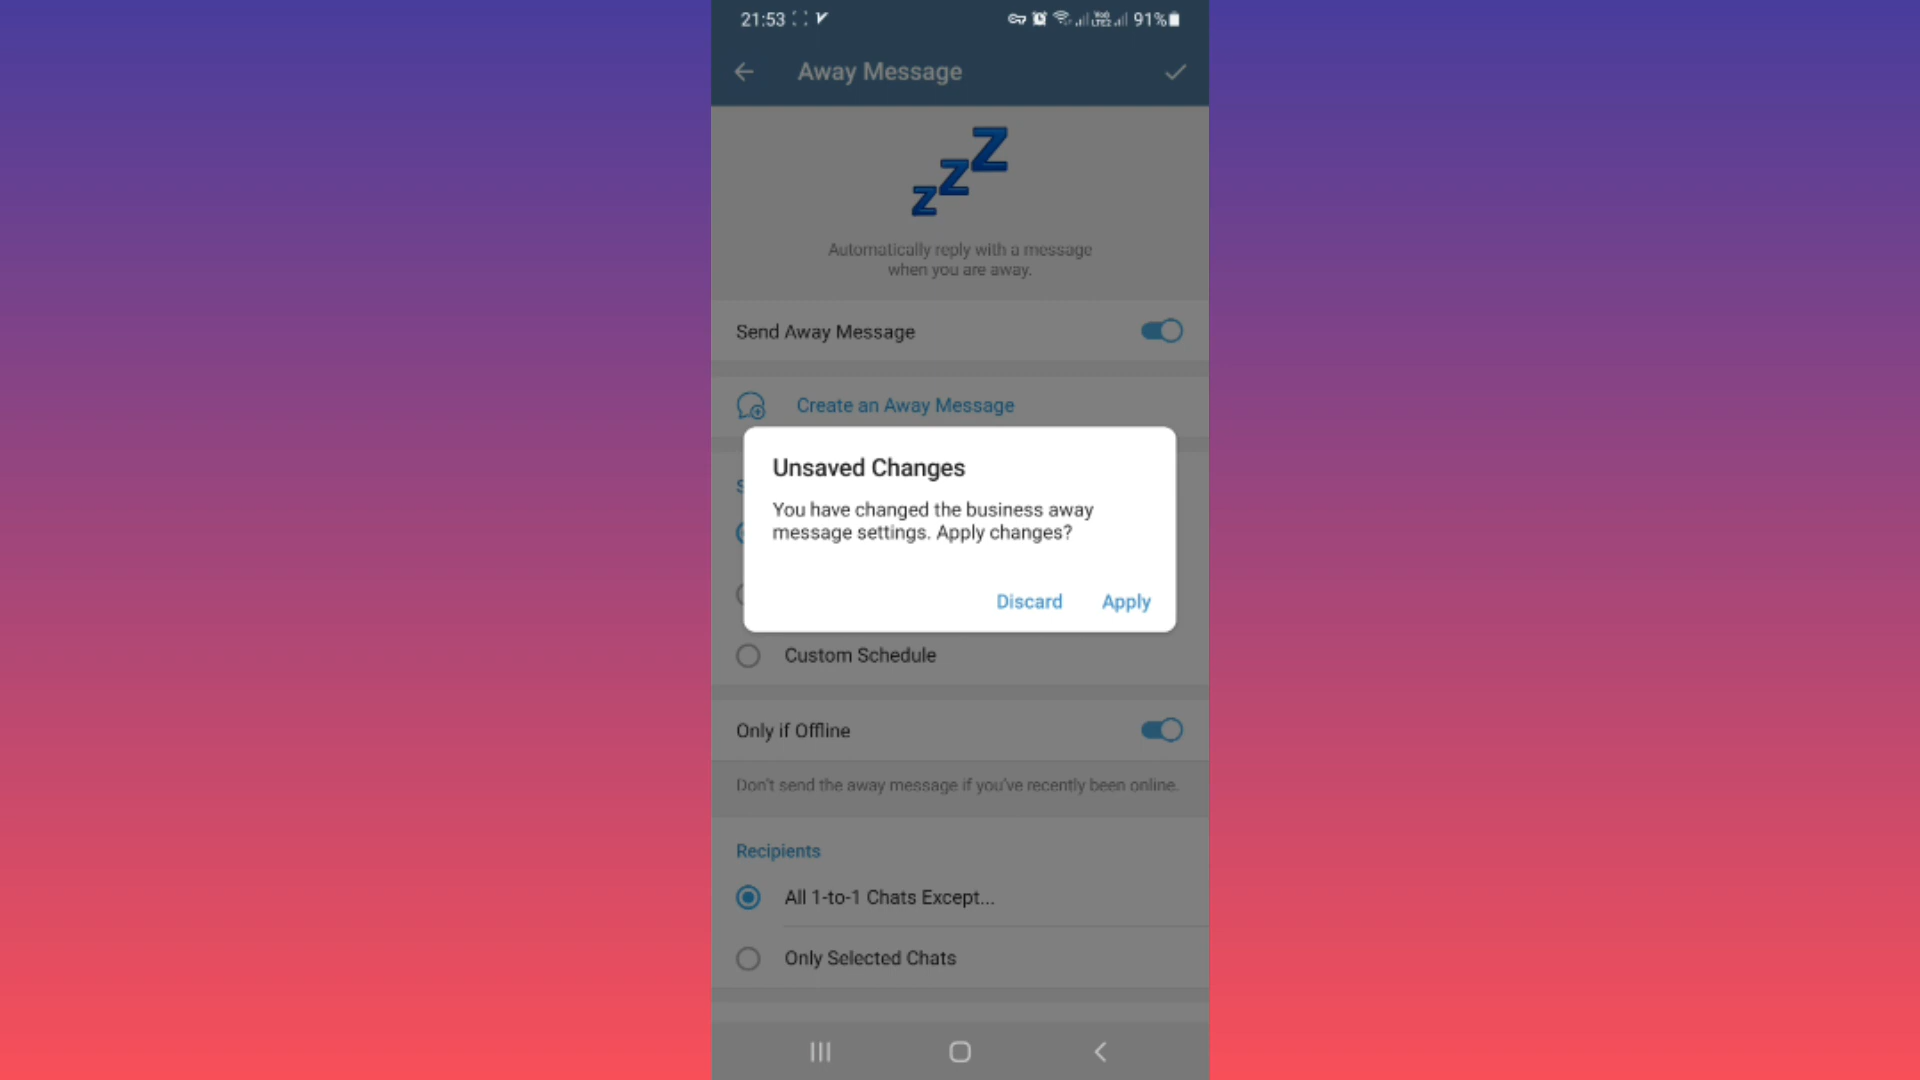 21:53 91%
Away Message
Automatically reply with a message
when you are away.
Send Away Message
Create an Away Message
Unsaved Changes
You have changed the business away
message settings. Apply changes?
Discard Apply
Custom Schedule
Only if Offline
Don't send the away message if you've recently been online.
Recipients
All 1-to-1 Chats Except...
Only Selected Chats